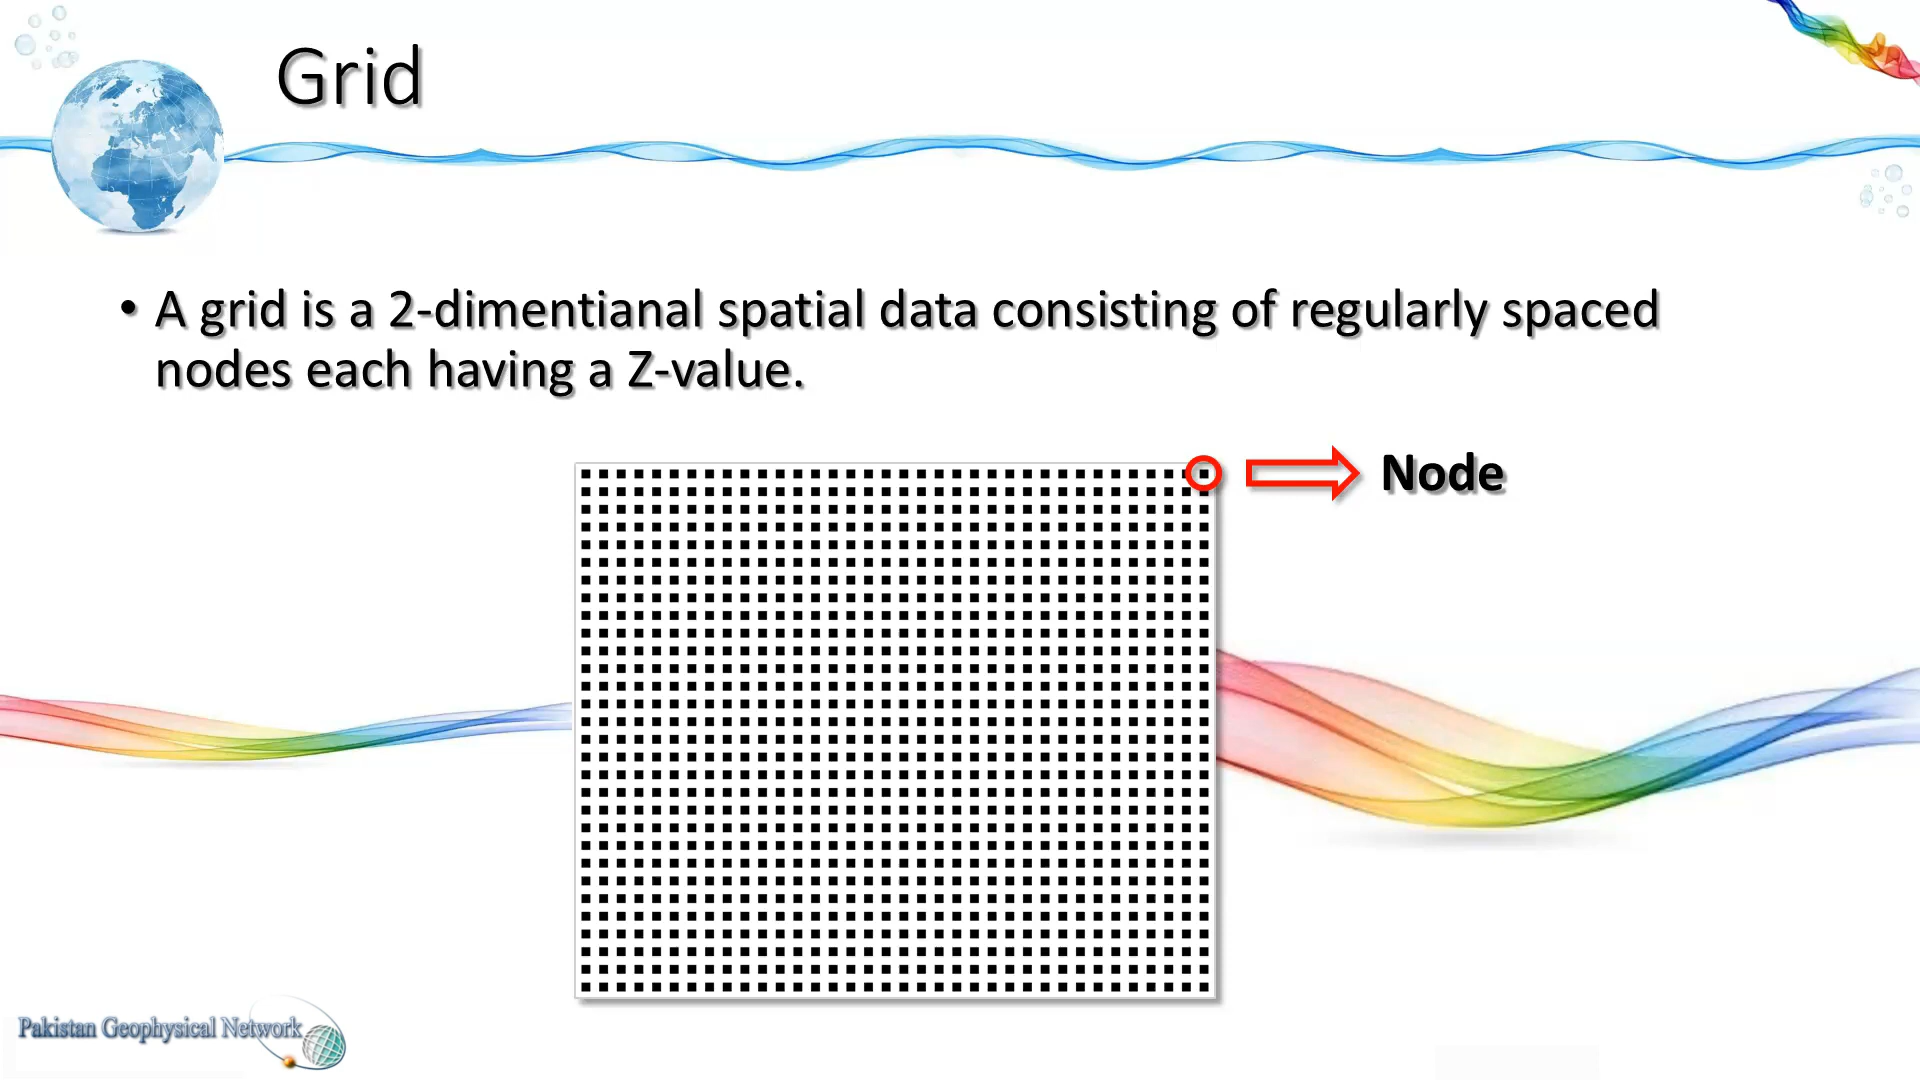 Grid
• A grid is a 2-dimentianal spatial data consisting of regularly spaced
nodes each having a Z-value.
Node
Pakistan Geophysical Network